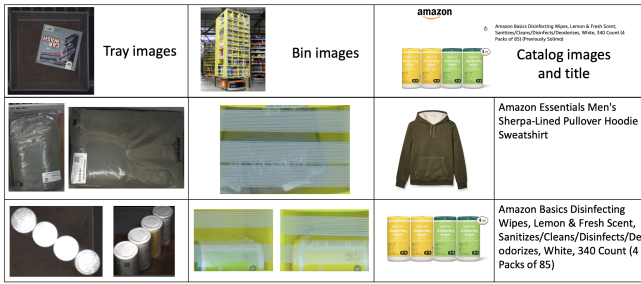 Tray images
Bin images
amazon
Amazon Basics Disinfecting Wipes, Lemon & Fresh Scent,
Sanitizes/Cleans/Disinfects/Deodorizes, White, 340 Count (4
Packs of 85) (Previously Solimo)
Catalog images
and title
Amazon Essentials Men's
Sherpa-Lined Pullover Hoodie
Sweatshirt
Amazon Basics Disinfecting
Wipes, Lemon & Fresh Scent,
Sanitizes/Cleans/Disinfects/De
odorizes, White, 340 Count (4
Packs of 85)